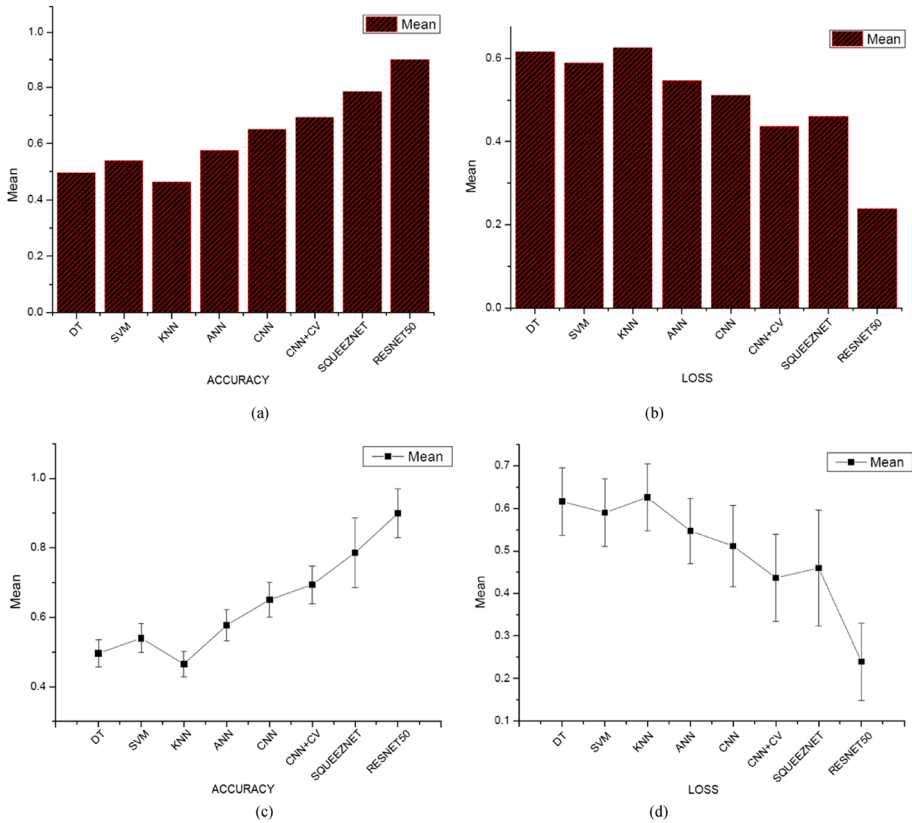 Mean
1.0
0.8
0.6
0.4
0.2
0.0
Mean
DT
SVM
KNN
ANN
CNN
CNN+CV
SQUEEZNET
RESNET50
ACCURACY
(a)
Mean
0.6
0.4
0.2
0.0
Mean
DT
SVM
KNN
ANN
CNN
CNN+CV
SQUEEZNET
RESNET50
LOSS
(b)
Mean
1.0
0.8
0.6
0.4
Mean
DT
SVM
KNN
ANN
CNN
CNN+CV
SQUEEZNET
RESNET50
ACCURACY
(c)
Mean
0.7
0.6
0.5
0.4
0.3
0.2
0.1
Mean
DT
SVM
KNN
ANN
CNN
CNN+CV
SQUEEZNET
RESNET50
LOSS
(d)